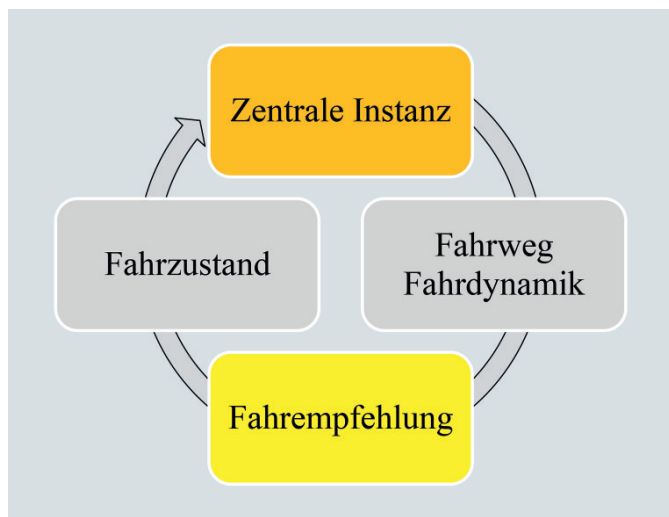 Zentrale Instanz
Fahrweg
Fahrdynamik
Fahrempfehlung
Fahrzustand